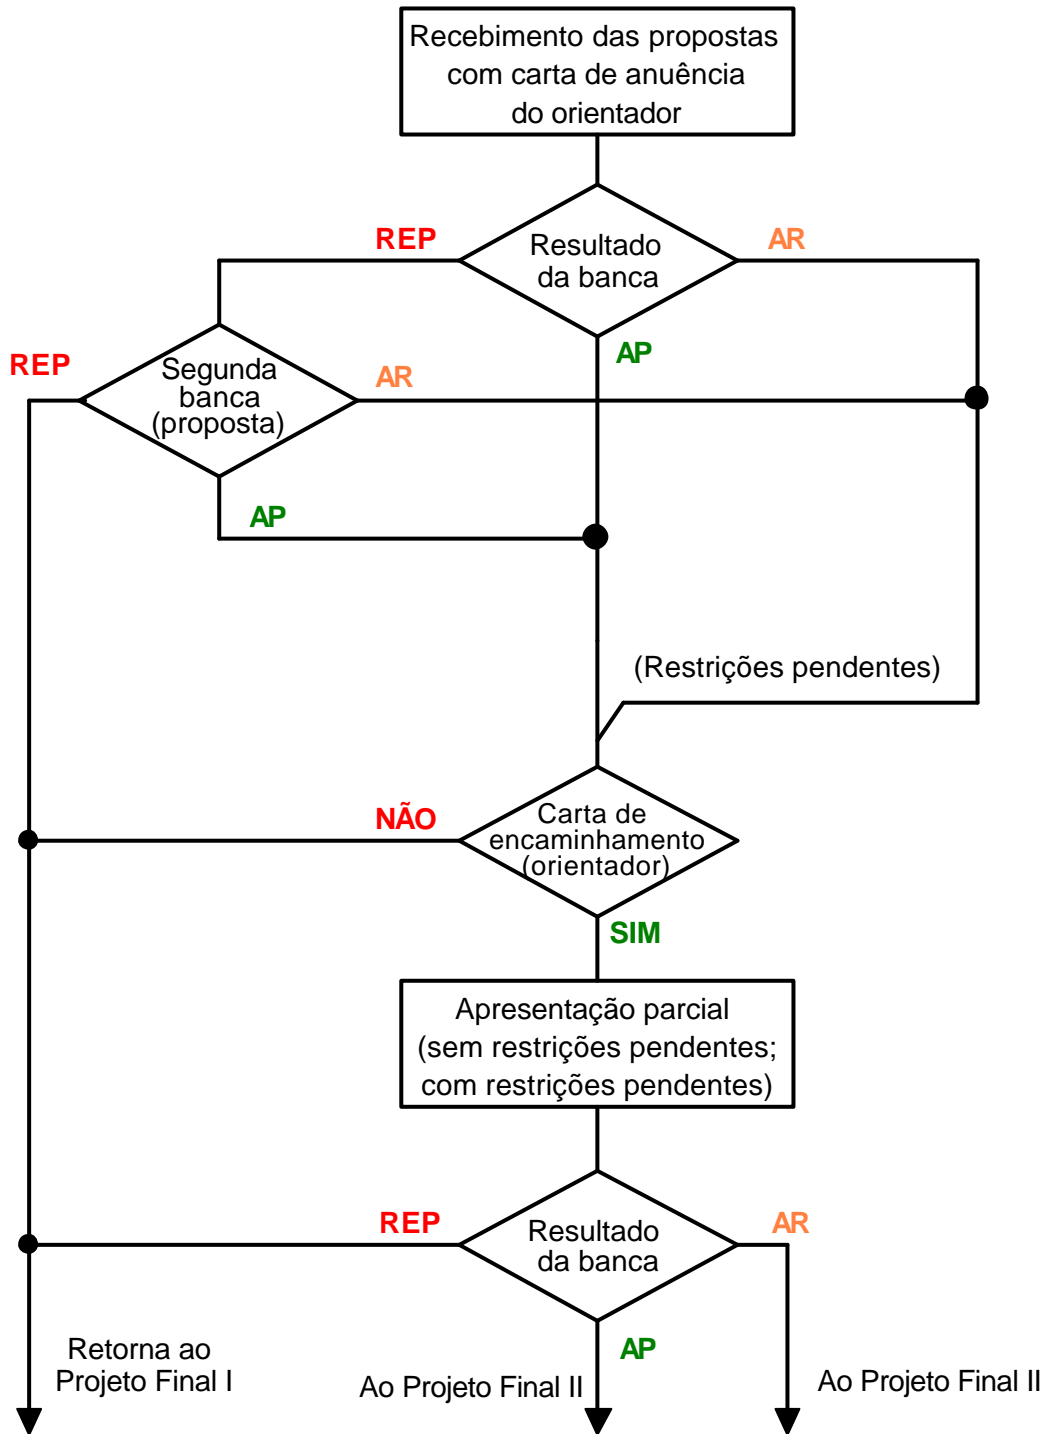 Recebimento das propostas
com carta de anuência
do orientador
REP
AR
Resultado
da banca
AP
REP
Segunda
banca
(proposta)
AR
AP
(Restrições pendentes)
NÃO
Carta de
encaminhamento
(orientador)
SIM
Apresentação parcial
(sem restrições pendentes;
com restrições pendentes)
REP
AR
Resultado
da banca
AP
Retorna ao
Projeto Final I
Ao Projeto Final II
Ao Projeto Final II